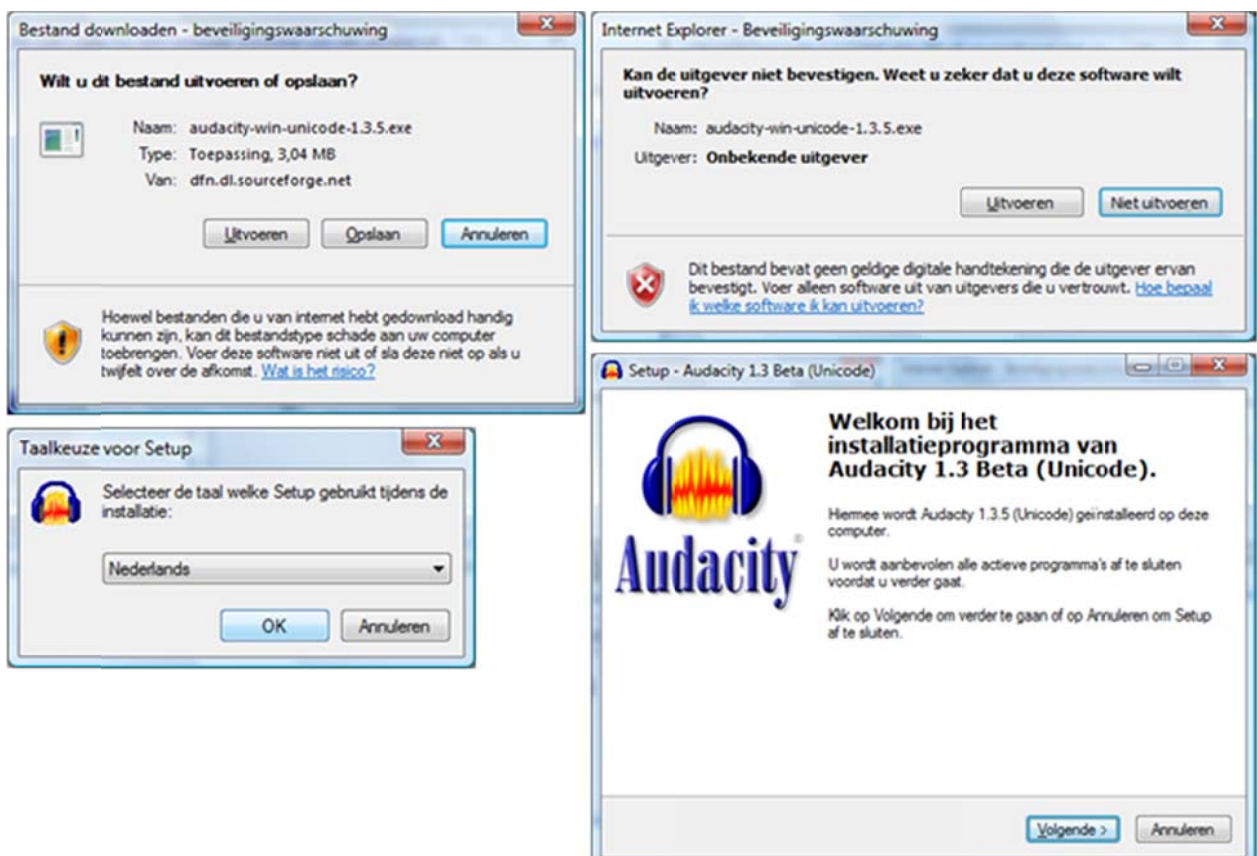 Bestand downloaden - beveiligingswaarschuwing
Wilt u dit bestand uitvoeren of opslaan?
Naam: audacity-win-unicode-1.3.5.exe
Type: Toepassing, 3,04 MB
Van: dfn.dl.sourceforge.net
Uitvoeren Opslaan Annuleren
Hoewel bestanden die u van internet hebt gedownload handig
kunnen zijn, kan dit bestandstype schade aan uw computer
toebrengen. Voer deze software niet uit of sla deze niet op als u
twijfelt over de afkomst. Wat is het risico?
Internet Explorer - Beveiligingswaarschuwing
Kan de uitgever niet bevestigen. Weet u zeker dat u deze software wilt
uitvoeren?
Naam: audacity-win-unicode-1.3.5.exe
Uitgever: Onbekende uitgever
Uitvoeren Niet uitvoeren
Dit bestand bevat geen geldige digitale handtekening die de uitgever ervan
bevestigt. Voer alleen software uit van uitgevers die u vertrouwt. Hoe bepaal
ik welke software ik kan uitvoeren?
Taalkeuze voor Setup
Selecteer de taal welke Setup gebruikt tijdens de
installatie:
Nederlands
OK Annuleren
Setup - Audacity 1.3 Beta (Unicode)
Audacity®
Welkom bij het
installatieprogramma van
Audacity 1.3 Beta (Unicode).
Hiermee wordt Audacity 1.3.5 (Unicode) geïnstalleerd op deze
computer.
U wordt aanbevolen alle actieve programma's af te sluiten
voordat u verder gaat.
Klik op Volgende om verder te gaan of op Annuleren om Setup
af te sluiten.
Volgende > Annuleren